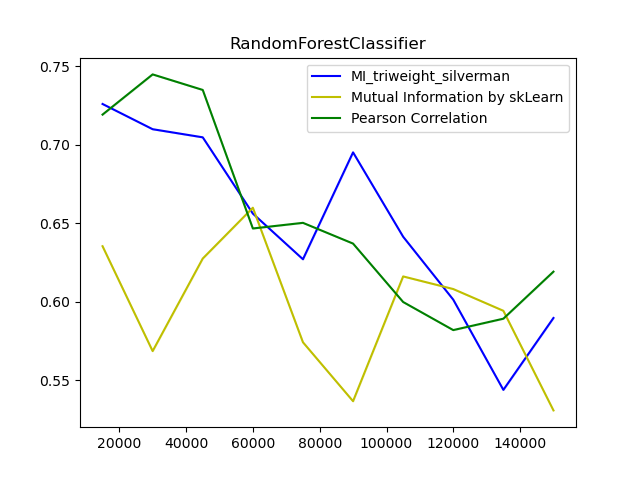 RandomForestClassifier
MI_triweight_silverman
Mutual Information by skLearn
Pearson Correlation
0.75
0.70
0.65
0.60
0.55
20000 40000 60000 80000 100000 120000 140000